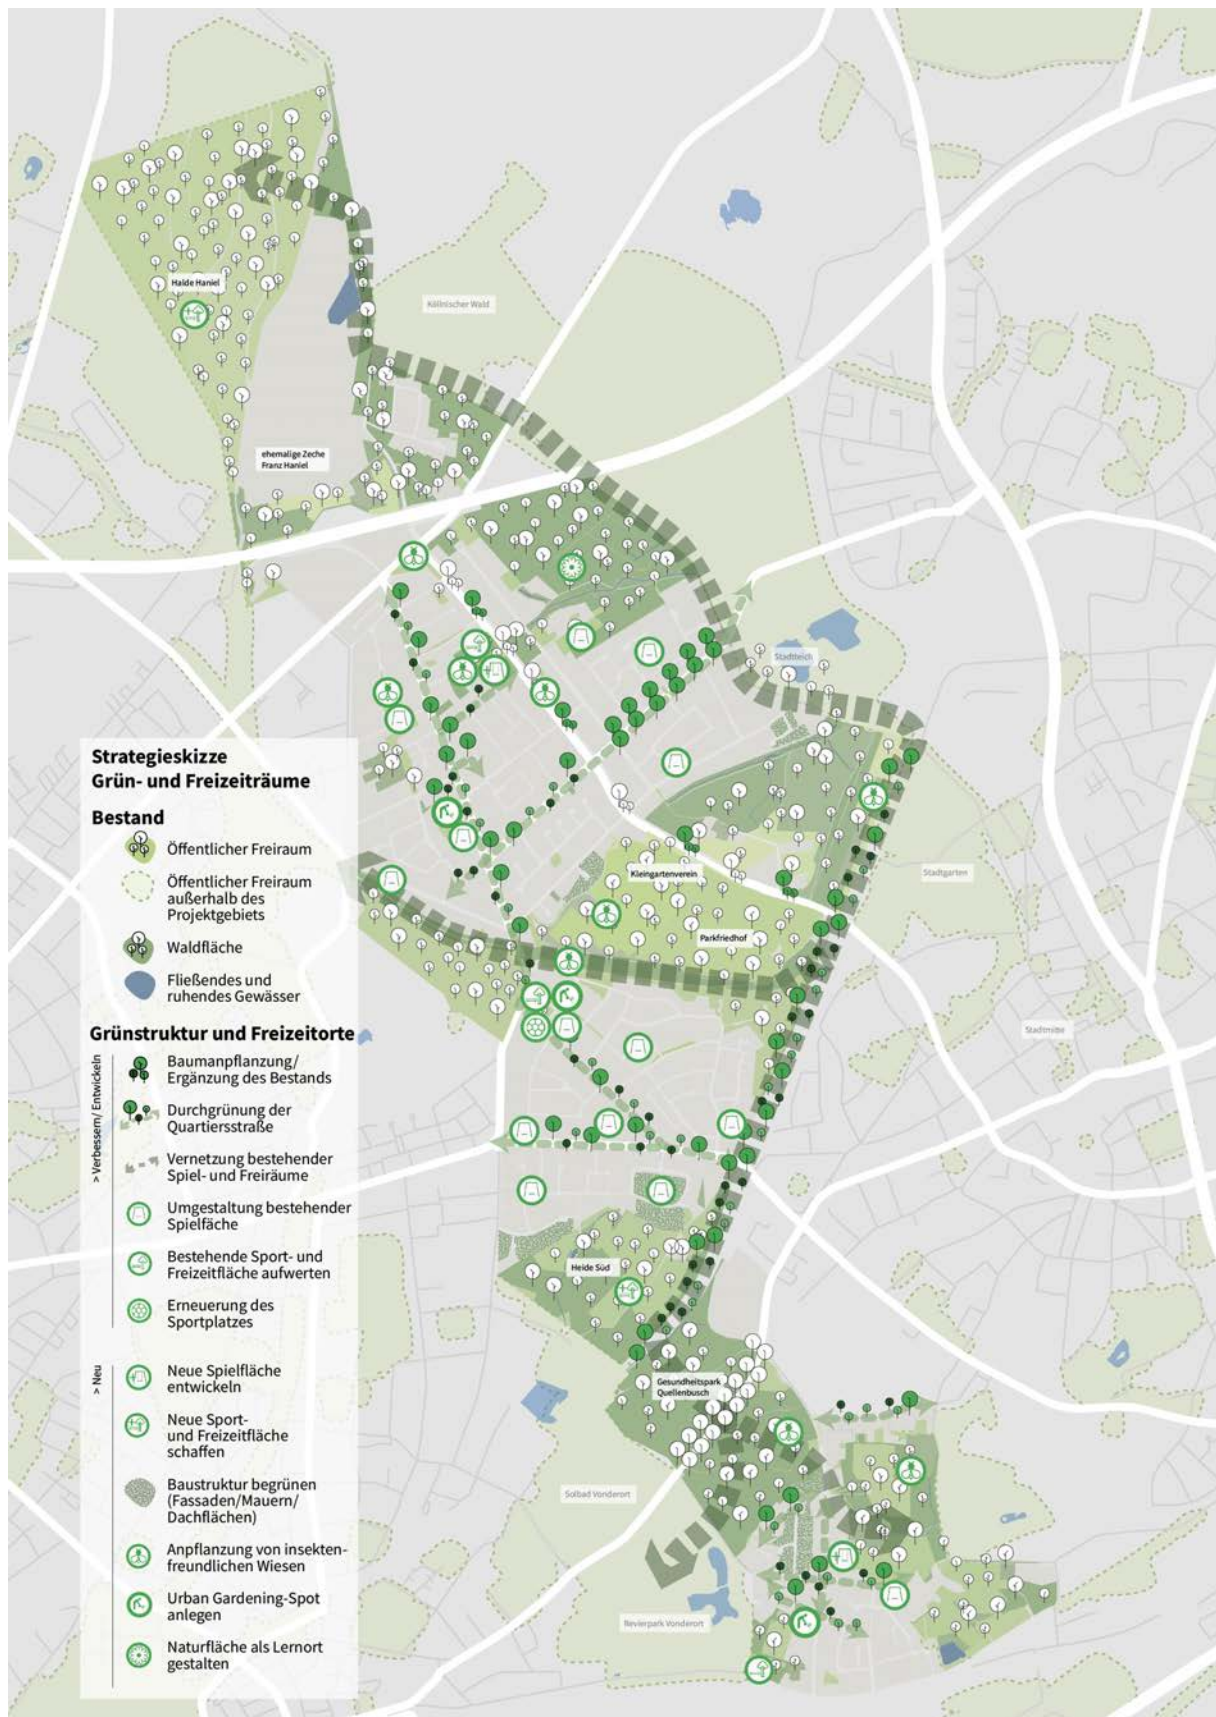 Halde Haniel
Köllnischer Wald
ehemalige Zeche
Franz Haniel
Stadtteich
Kleingartenverein
Stadtgarten
Parkfriedhof
Stadtmitte
Heide Süd
Gesundheitspark
Quellenbusch
Solbad Vonderort
Revierpark Vonderort
Strategieskizze
Grün- und Freizeiträume
Bestand
Öffentlicher Freiraum
Öffentlicher Freiraum
außerhalb des
Projektgebiets
Waldfläche
Fließendes und
ruhendes Gewässer
Grünstruktur und Freizeitorte
> Verbessern/ Entwickeln
Baumanpflanzung/
Ergänzung des Bestands
Durchgrünung der
Quartiersstraße
Vernetzung bestehender
Spiel- und Freiräume
Umgestaltung bestehender
Spielfäche
Bestehende Sport- und
Freizeitfläche aufwerten
Erneuerung des
Sportplatzes
> Neu
Neue Spielfläche
entwickeln
Neue Sport-
und Freizeitfläche
schaffen
Baustruktur begrünen
(Fassaden/Mauern/
Dachflächen)
Anpflanzung von insekten-
freundlichen Wiesen
Urban Gardening-Spot
anlegen
Naturfläche als Lernort
gestalten